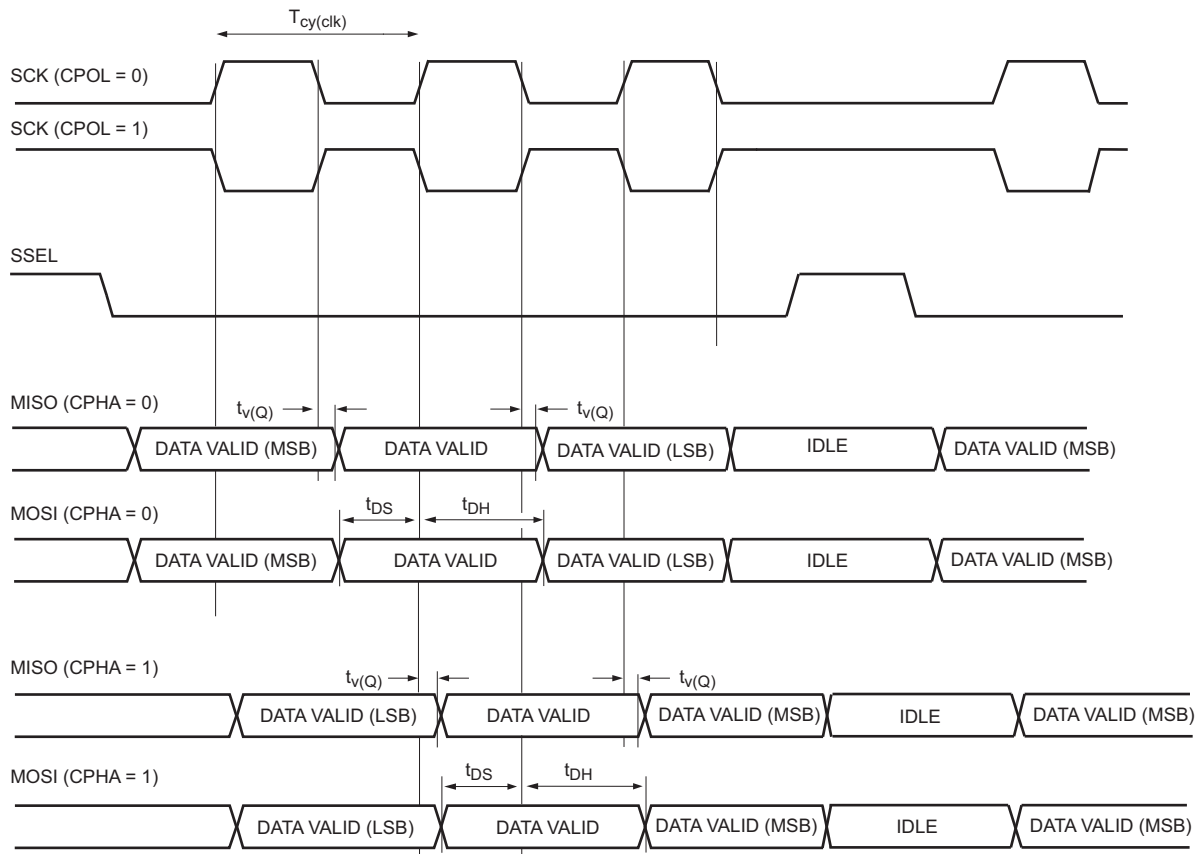 Tcy(clk)
SCK (CPOL = 0)
SCK (CPOL = 1)
SSEL
MISO (CPHA = 0)
tv(Q) tv(Q)
DATA VALID (MSB) DATA VALID DATA VALID (LSB) IDLE DATA VALID (MSB)
MOSI (CPHA = 0)
tDS tDH
DATA VALID (MSB) DATA VALID DATA VALID (LSB) IDLE DATA VALID (MSB)
MISO (CPHA = 1)
tv(Q) tv(Q)
DATA VALID (LSB) DATA VALID DATA VALID (MSB) IDLE DATA VALID (MSB)
MOSI (CPHA = 1)
tDS tDH
DATA VALID (LSB) DATA VALID DATA VALID (MSB) IDLE DATA VALID (MSB)